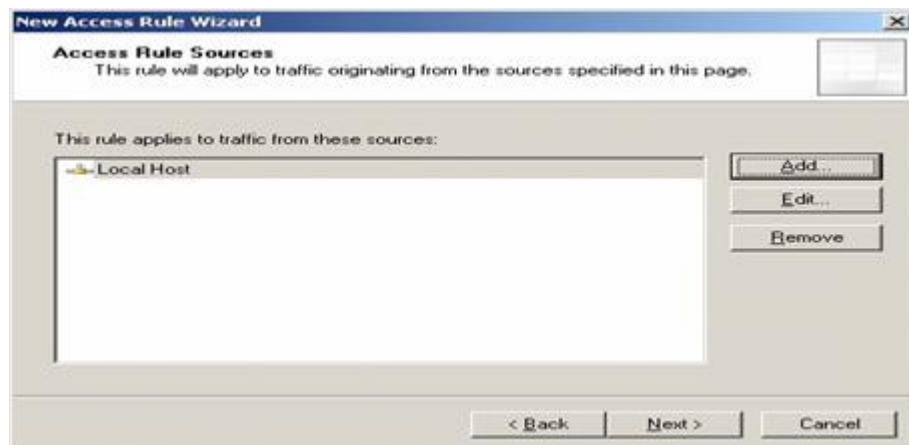 New Access Rule Wizard
Access Rule Sources
This rule will apply to traffic originating from the sources specified in this page.
This rule applies to traffic from these sources:
Local Host
Add...
Edit...
Remove
< Back
Next >
Cancel